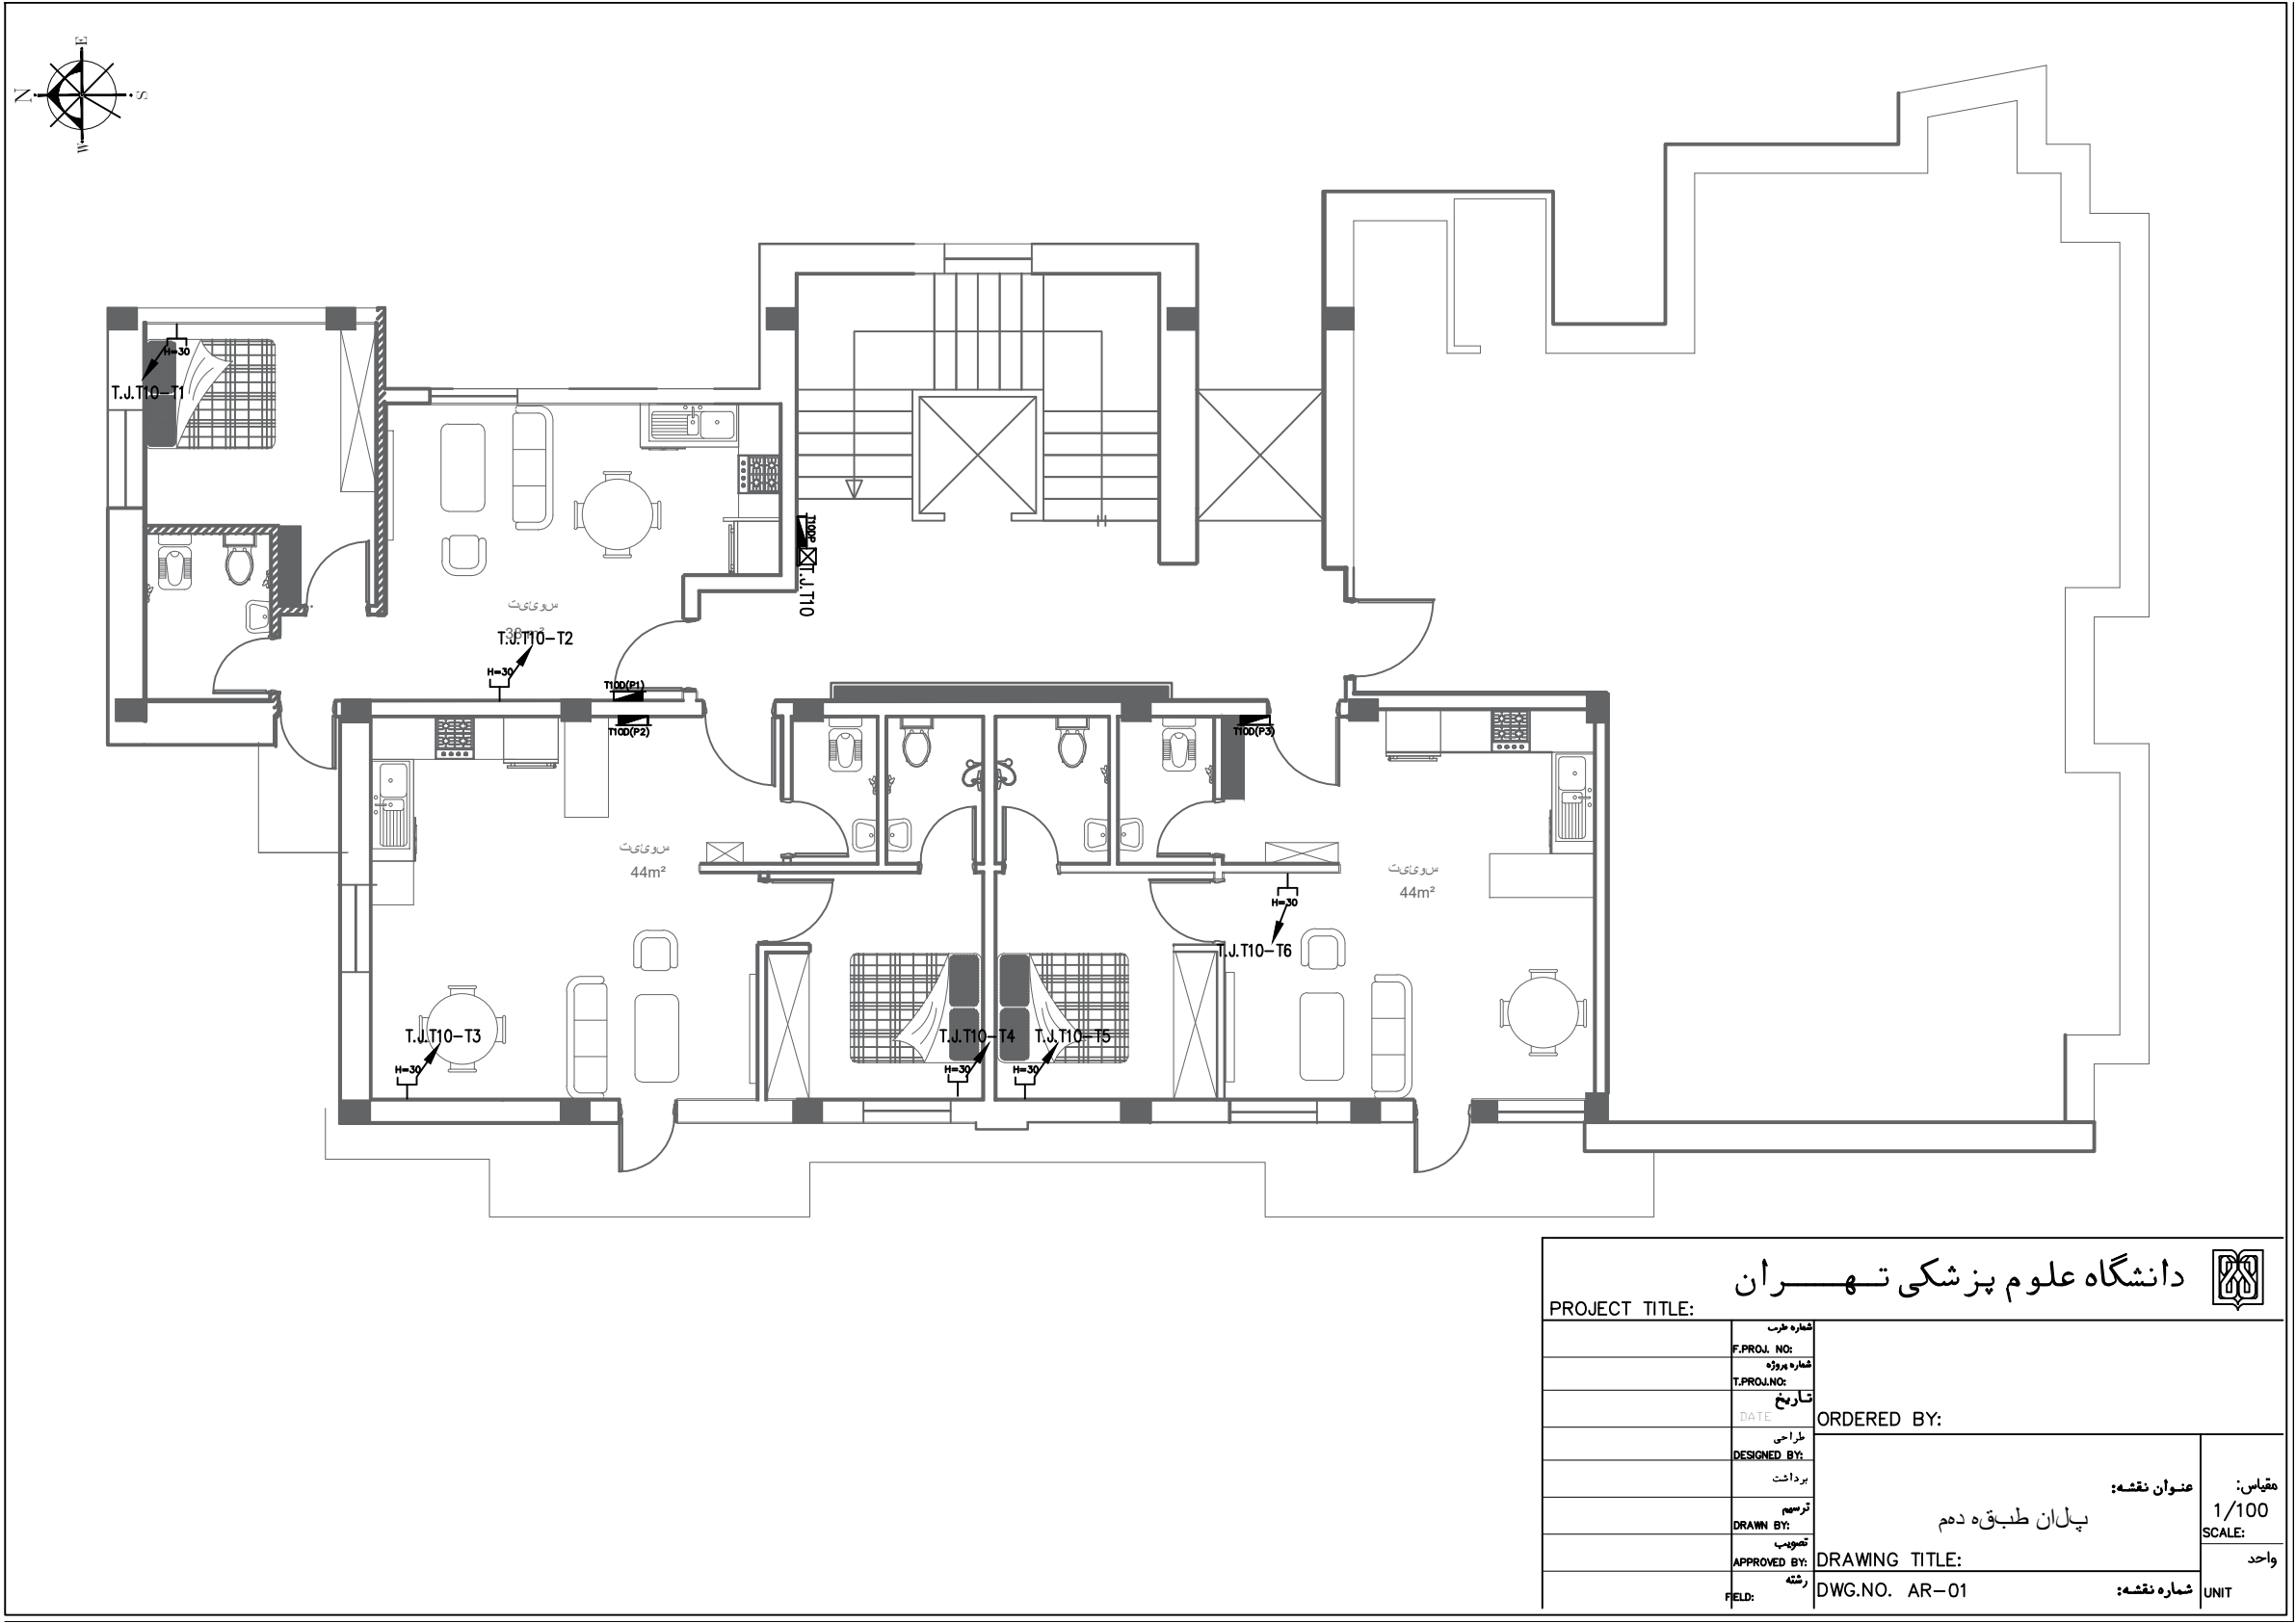 E
N
S
W
H=30
T.J.T10-T1
T10DP
T.J.T10
سوئیت
T.J.T10-T2
H=30
T10D(P1)
T10D(P2)
T10D(P3)
سوئیت
44m²
سوئیت
44m²
H=30
T.J.T10-T6
T.J.T10-T3
H=30
T.J.T10-T4
H=30
T.J.T10-T5
H=30
دانشگاه علوم پزشکی تهـــران
PROJECT TITLE:
شماره طرب
F.PROJ. NO:
شماره پروژه
T.PROJ.NO:
تاریخ
DATE
ORDERED BY:
طراحی
DESIGNED BY:
برداشت
ترسیم
DRAWN BY:
تصویب
APPROVED BY:
رشته
FIELD:
عنوان نقشه:
پلان طبقه دهم
DRAWING TITLE:
DWG.NO. AR-01
شماره نقشه:
مقیاس:
1/100
SCALE:
واحد
UNIT